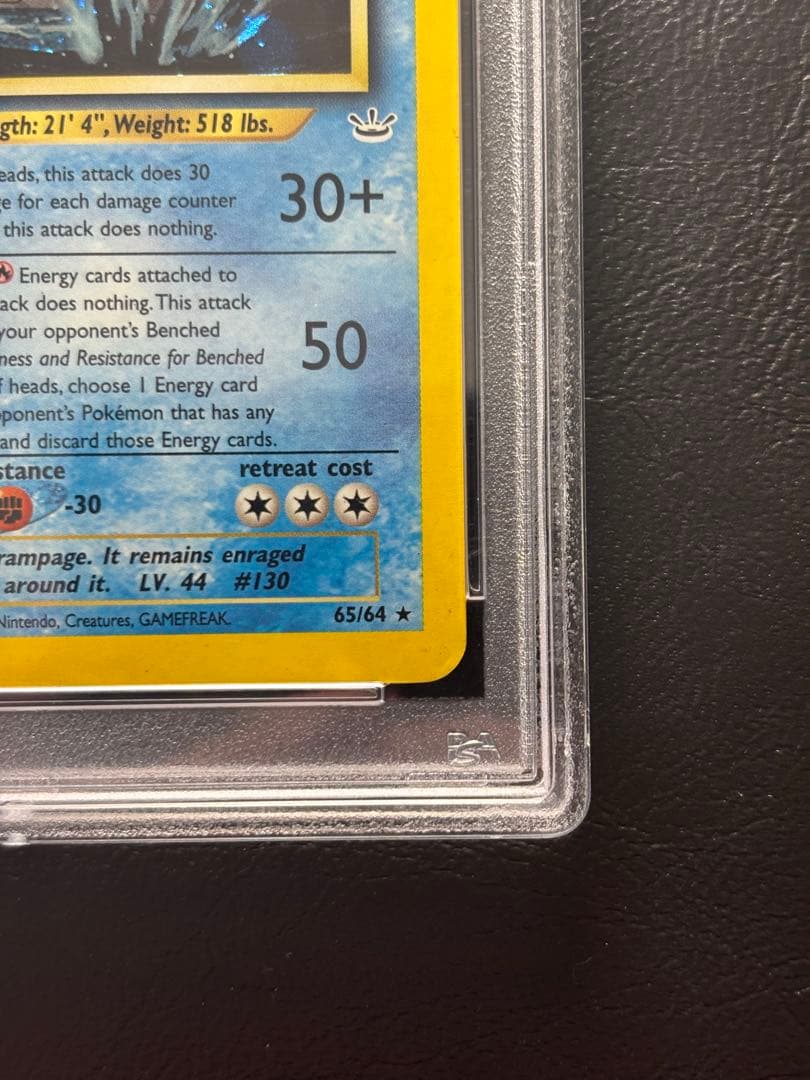 gth: 21' 4", Weight: 518 lbs.
eads, this attack does 30
e for each damage counter
this attack does nothing.
30+
Energy cards attached to
ack does nothing. This attack
your opponent's Benched
ness and Resistance for Benched
f heads, choose 1 Energy card
pponent's Pokémon that has any
and discard those Energy cards.
50
stance
retreat cost
-30
rampage. It remains enraged
around it. LV. 44 #130
Nintendo, Creatures, GAMEFREAK.
65/64 ★
PSA